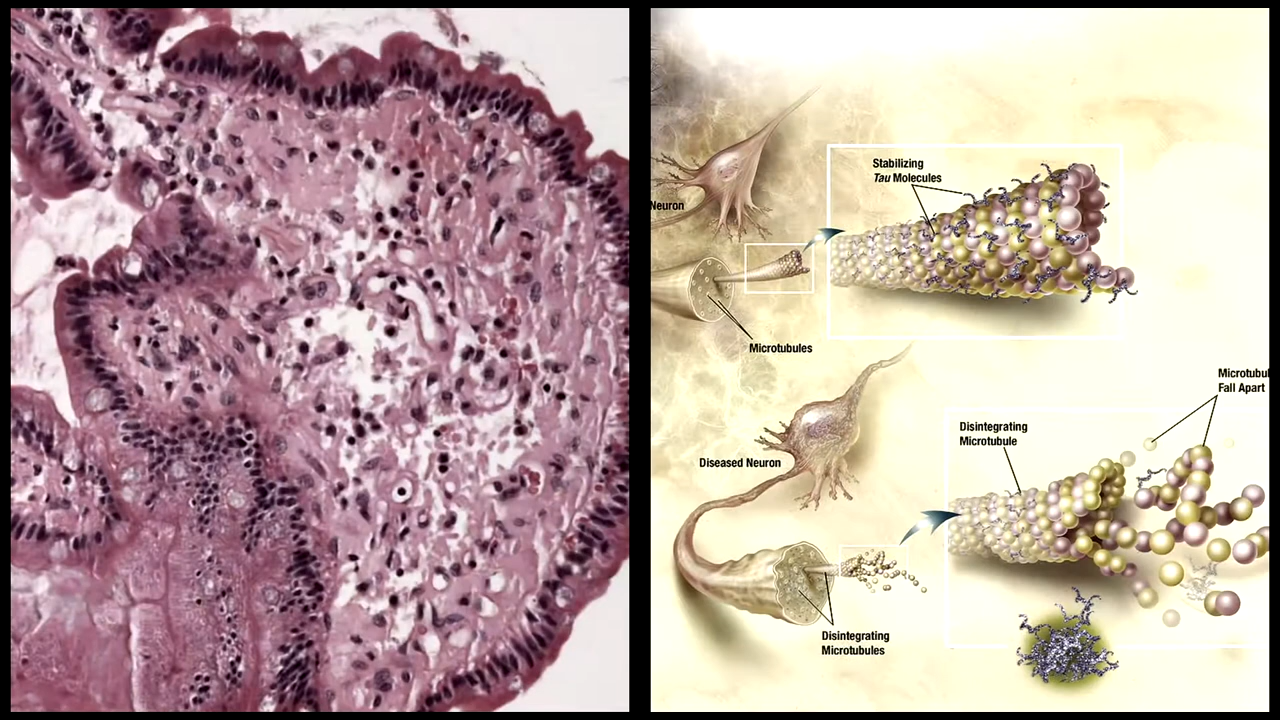 Stabilizing
Tau Molecules
Neuron
Microtubules
Microtubul
Fall Apart
Disintegrating
Microtubule
Diseased Neuron
Disintegrating
Microtubules